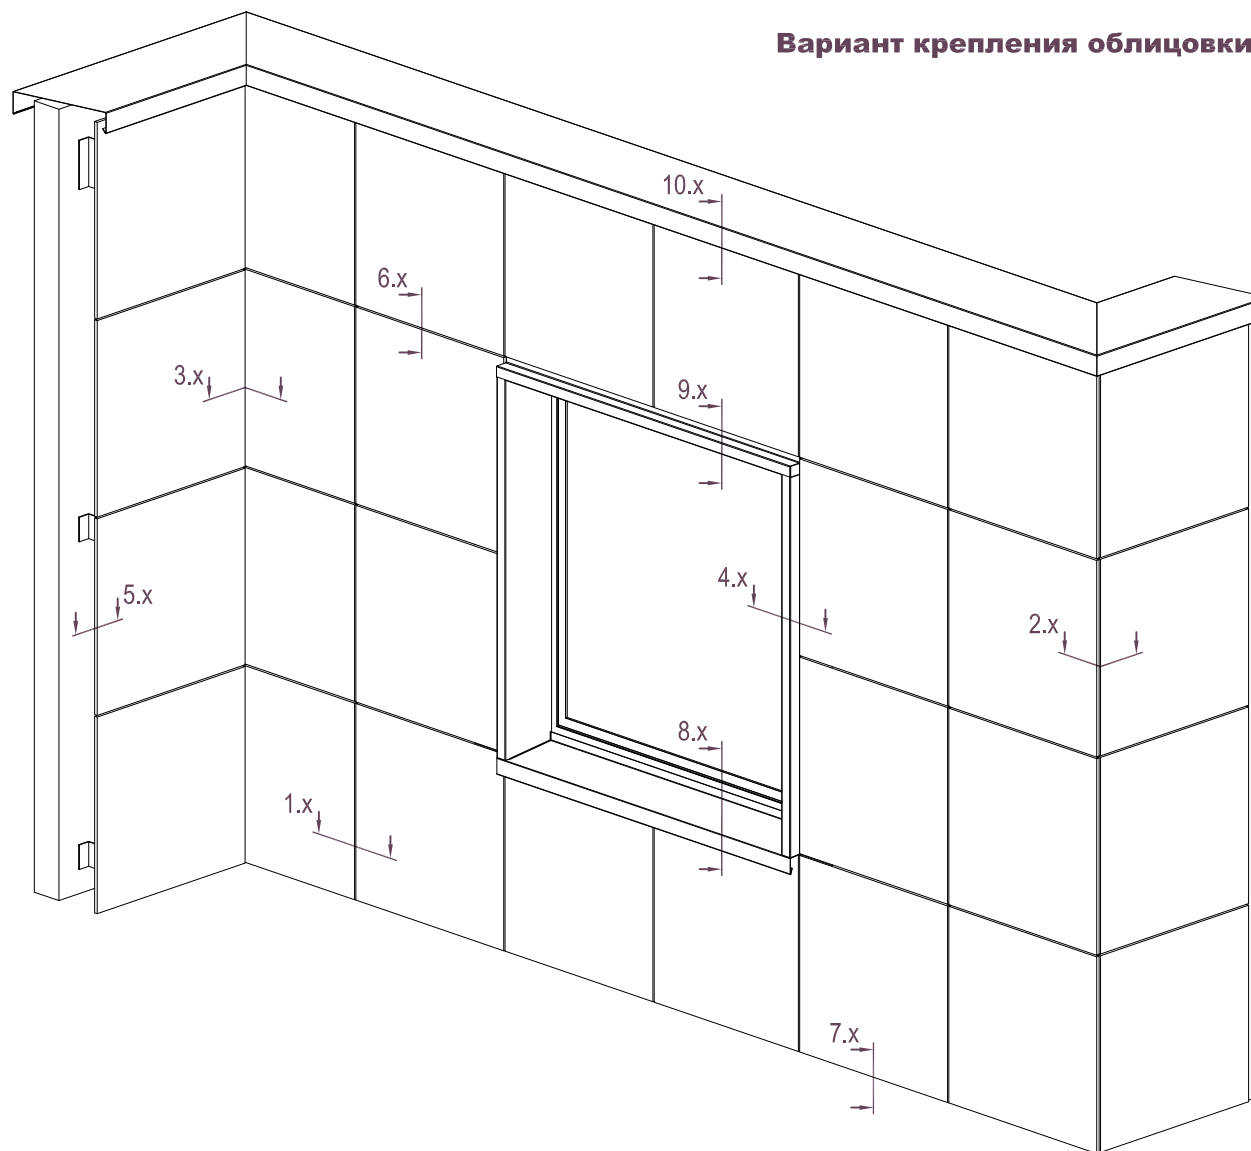 Вариант крепления облицовки
10.x
6.x
3.x
9.x
5.x
4.x
2.x
8.x
1.x
7.x